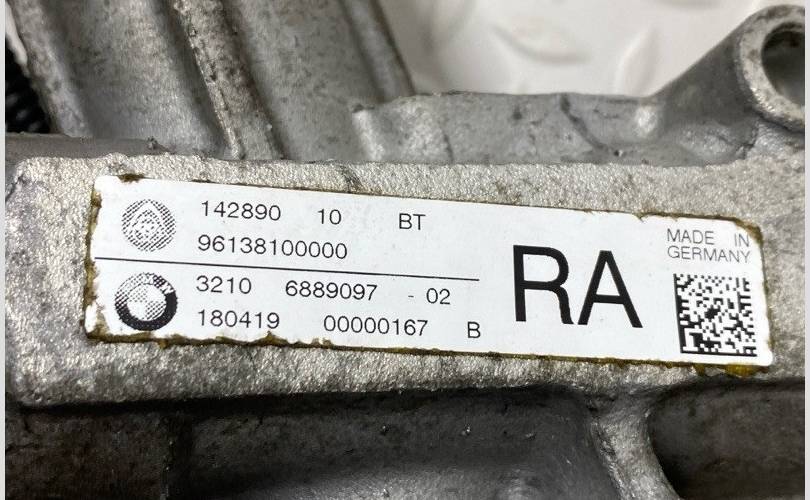 142890 10 BT
96138100000
3210 6889097 - 02
180419 00000167 B
RA
MADE IN
GERMANY